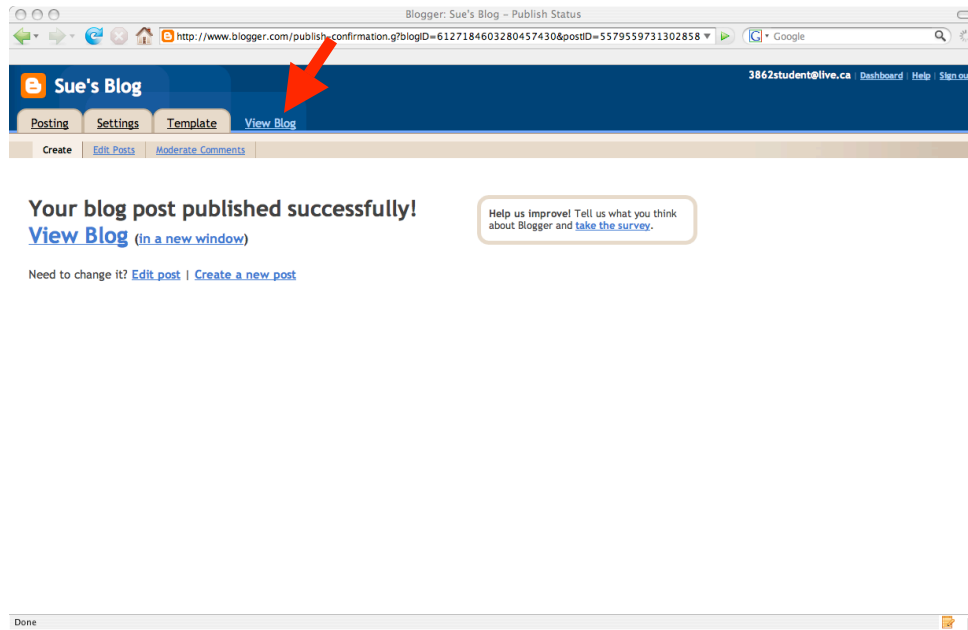 Blogger: Sue's Blog – Publish Status
http://www.blogger.com/publish-confirmation.g?blogID=6127184603280457430&postID=5579559731302858
G Google
Sue's Blog
3862student@live.ca | Dashboard | Help | Sign ou
Posting Settings Template View Blog
Create Edit Posts Moderate Comments
Your blog post published successfully!
View Blog (in a new window)
Need to change it? Edit post | Create a new post
Help us improve! Tell us what you think
about Blogger and take the survey.
Done